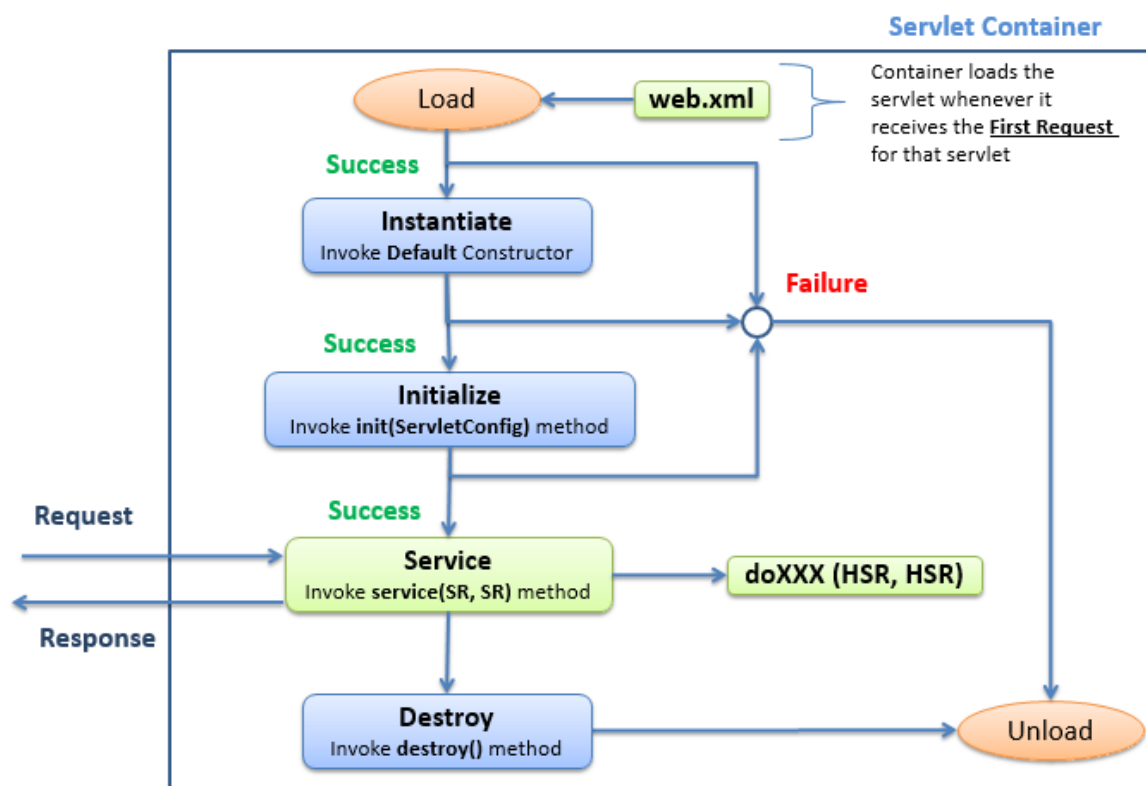 Servlet Container
Load
web.xml
Container loads the
servlet whenever it
receives the First Request
for that servlet
Success
Instantiate
Invoke Default Constructor
Failure
Success
Initialize
Invoke init(ServletConfig) method
Success
Request
Service
Invoke service(SR, SR) method
doXXX (HSR, HSR)
Response
Destroy
Invoke destroy() method
Unload